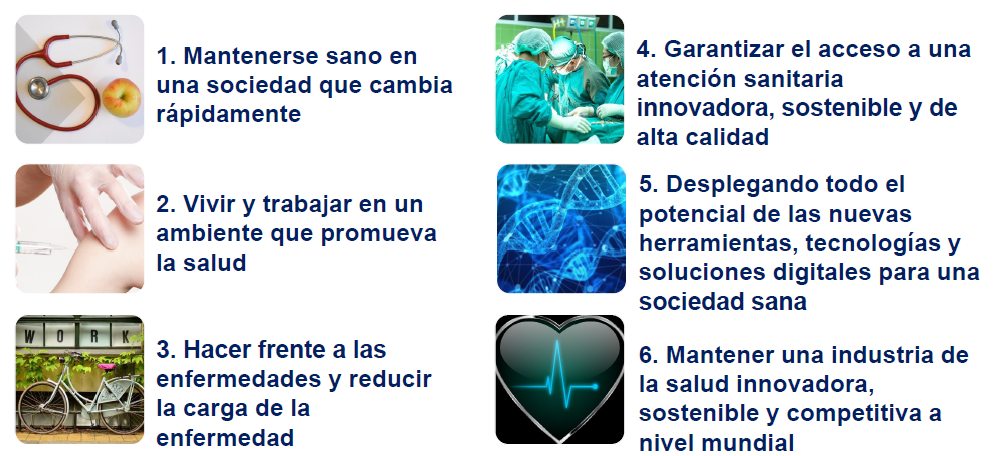 1. Mantenerse sano en
una sociedad que cambia
rápidamente
2. Vivir y trabajar en un
ambiente que promueva
la salud
WORK
3. Hacer frente a las
enfermedades y reducir
la carga de la
enfermedad
4. Garantizar el acceso a una
atención sanitaria
innovadora, sostenible y de
alta calidad
5. Desplegando todo el
potencial de las nuevas
herramientas, tecnologías y
soluciones digitales para una
sociedad sana
6. Mantener una industria de
la salud innovadora,
sostenible y competitiva a
nivel mundial